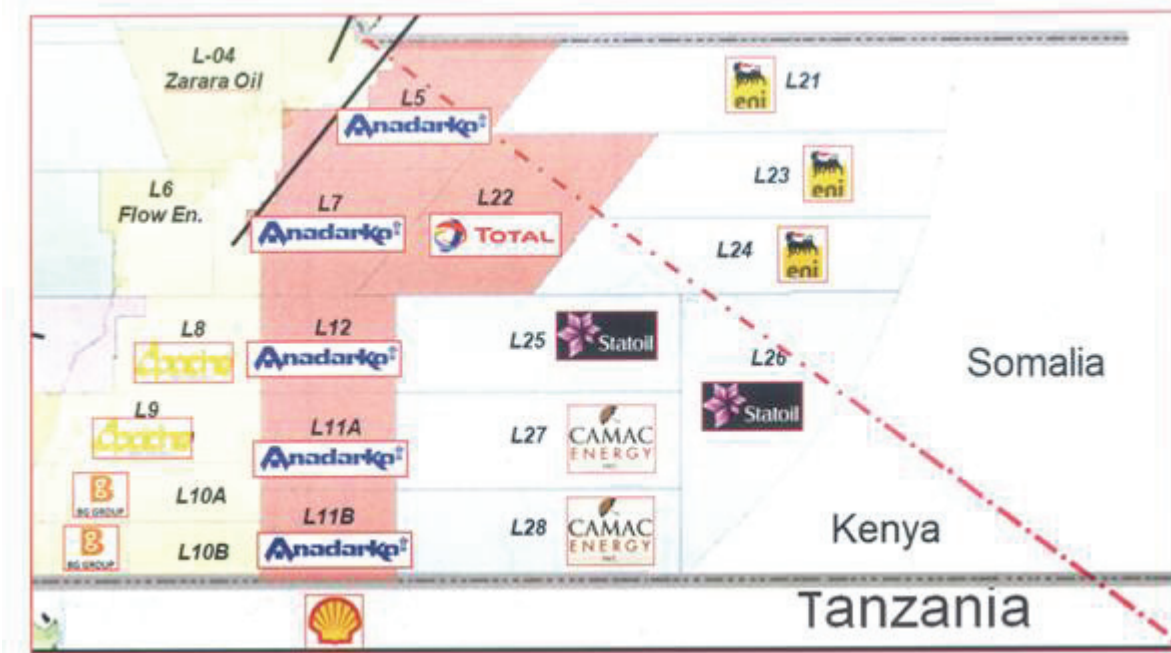 L-04
Zarara Oil
L5
Anadarko
eni
L21
L6
Flow En.
L7
Anadarko
L22
TOTAL
L23
eni
L24
eni
L8
Apache
L12
Anadarko
L25
Statoil
L26
Statoil
Somalia
L9
Apache
L11A
Anadarko
L27
CAMAC
ENERGY
BG GROUP
L10A
BG GROUP
L10B
L11B
Anadarko
L28
CAMAC
ENERGY
Kenya
Tanzania